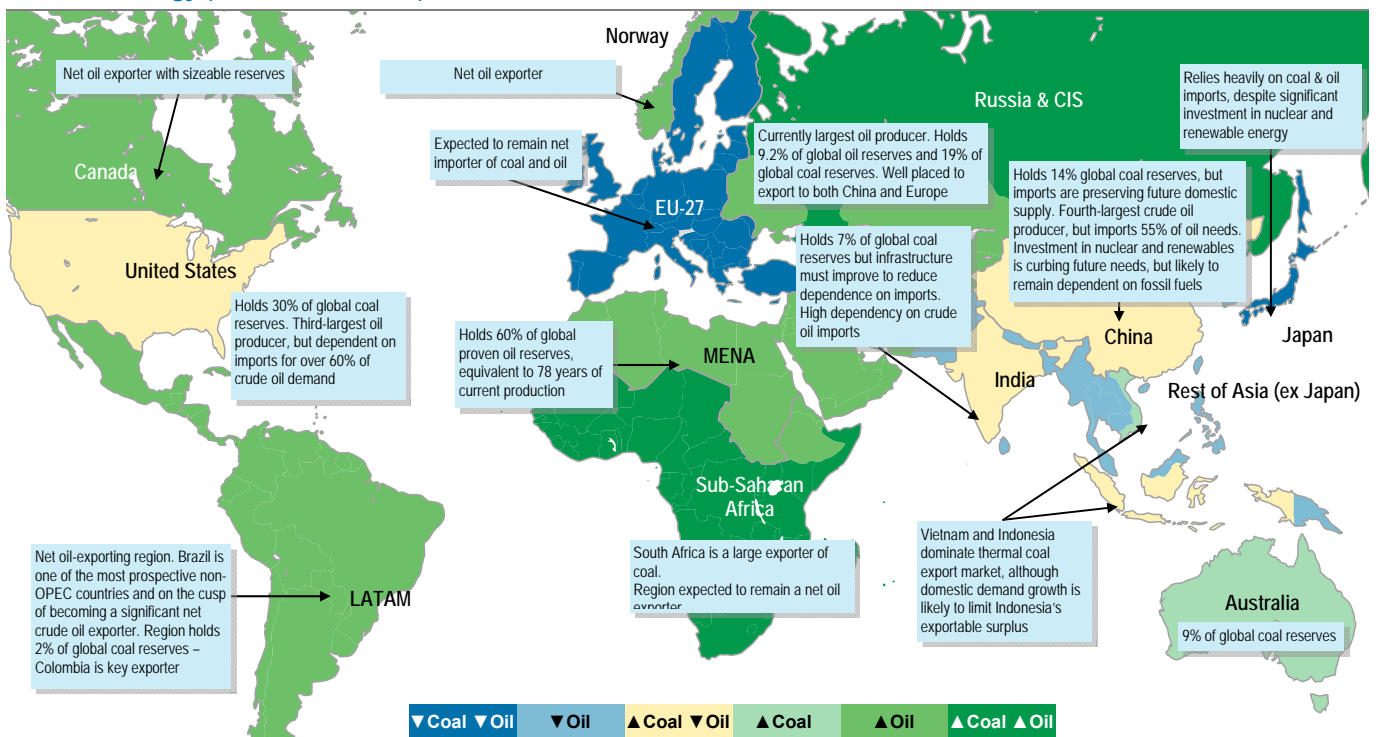 Norway
Net oil exporter with sizeable reserves
Net oil exporter
Relies heavily on coal & oil
imports, despite significant
investment in nuclear and
renewable energy
Russia & CIS
Expected to remain net
importer of coal and oil
Currently largest oil producer. Holds
9.2% of global oil reserves and 19% of
global coal reserves. Well placed to
export to both China and Europe
Canada
Holds 14% global coal reserves, but
imports are preserving future domestic
supply. Fourth-largest crude oil
producer, but imports 55% of oil needs.
Investment in nuclear and renewables
is curbing future needs, but likely to
remain dependent on fossil fuels
EU-27
Holds 7% of global coal
reserves but infrastructure
must improve to reduce
dependence on imports.
High dependency on crude
oil imports
United States
Holds 30% of global coal
reserves. Third-largest oil
producer, but dependent on
imports for over 60% of
crude oil demand
Holds 60% of global
proven oil reserves,
equivalent to 78 years of
current production
MENA
China
Japan
India
Rest of Asia (ex Japan)
Sub-Saharan
Africa
Net oil-exporting region. Brazil is
one of the most prospective non-
OPEC countries and on the cusp
of becoming a significant net
crude oil exporter. Region holds
2% of global coal reserves –
Colombia is key exporter
LATAM
South Africa is a large exporter of
coal.
Region expected to remain a net oil
exporter
Vietnam and Indonesia
dominate thermal coal
export market, although
domestic demand growth is
likely to limit Indonesia's
exportable surplus
Australia
9% of global coal reserves
▼Coal ▼Oil ▼Oil ▲Coal ▼Oil ▲Coal ▲Oil ▲Coal ▲Oil